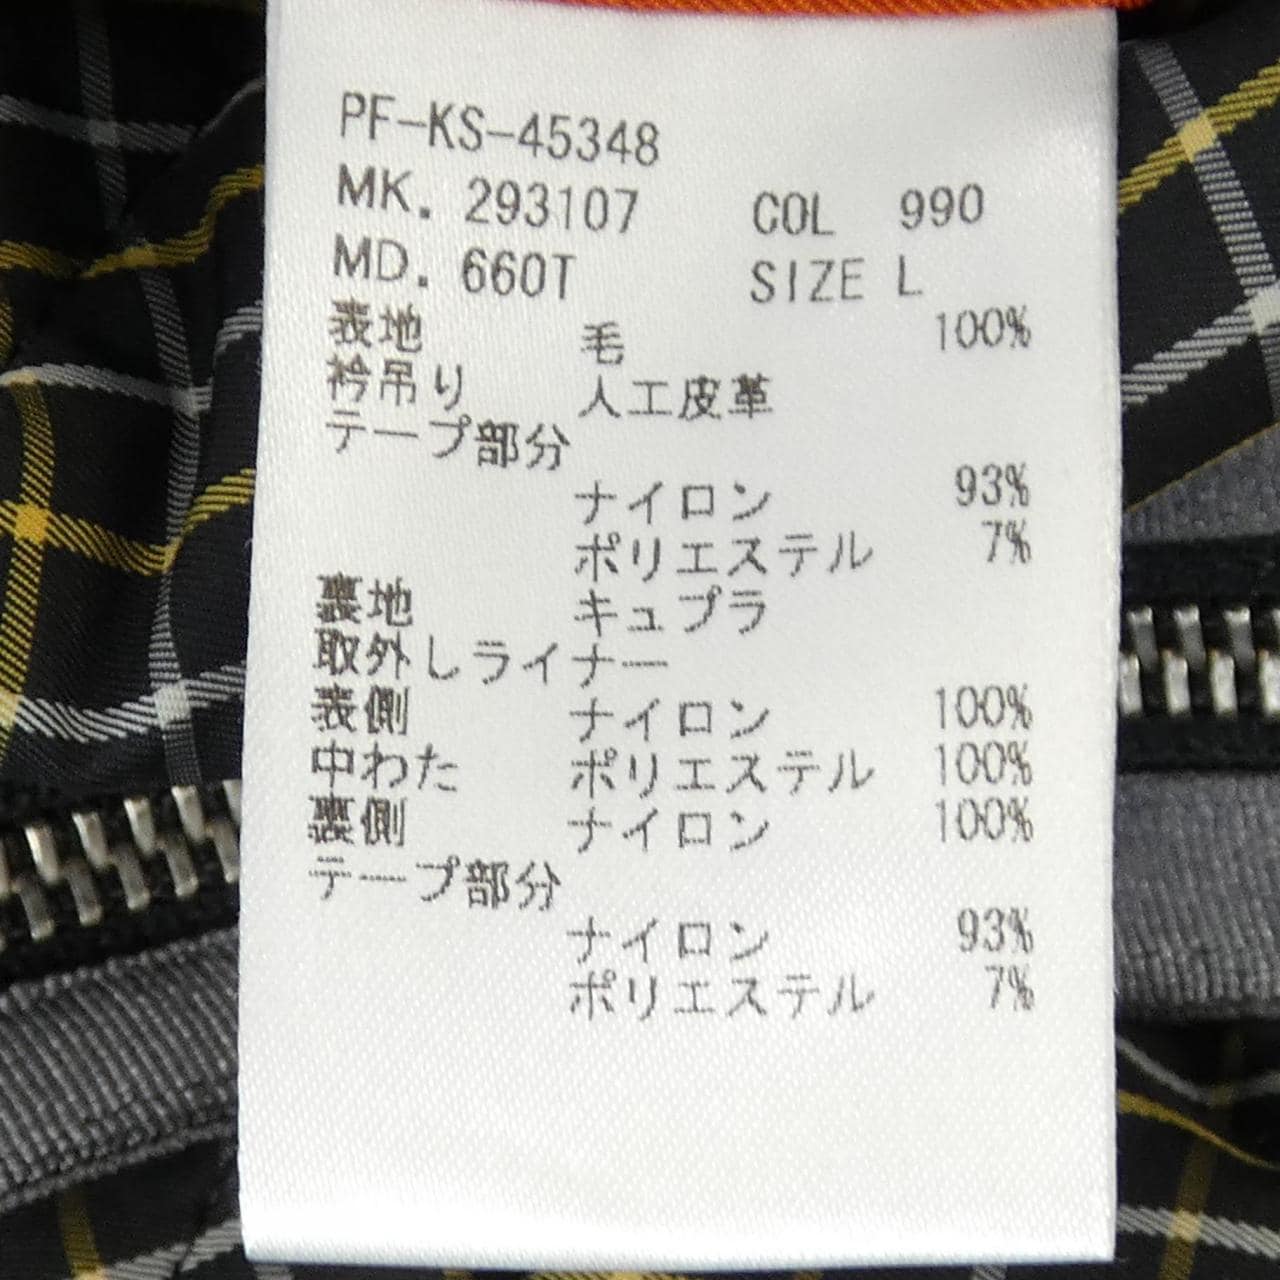 PF-KS-45348
MK. 293107 COL 990
MD. 660T SIZE L
表地 毛 100%
衿吊り 人工皮革
テープ部分
ナイロン 93%
ポリエステル 7%
裏地 キュプラ
取外しライナー
表側 ナイロン 100%
中わた ポリエステル 100%
裏側 ナイロン 100%
テープ部分
ナイロン 93%
ポリエステル 7%